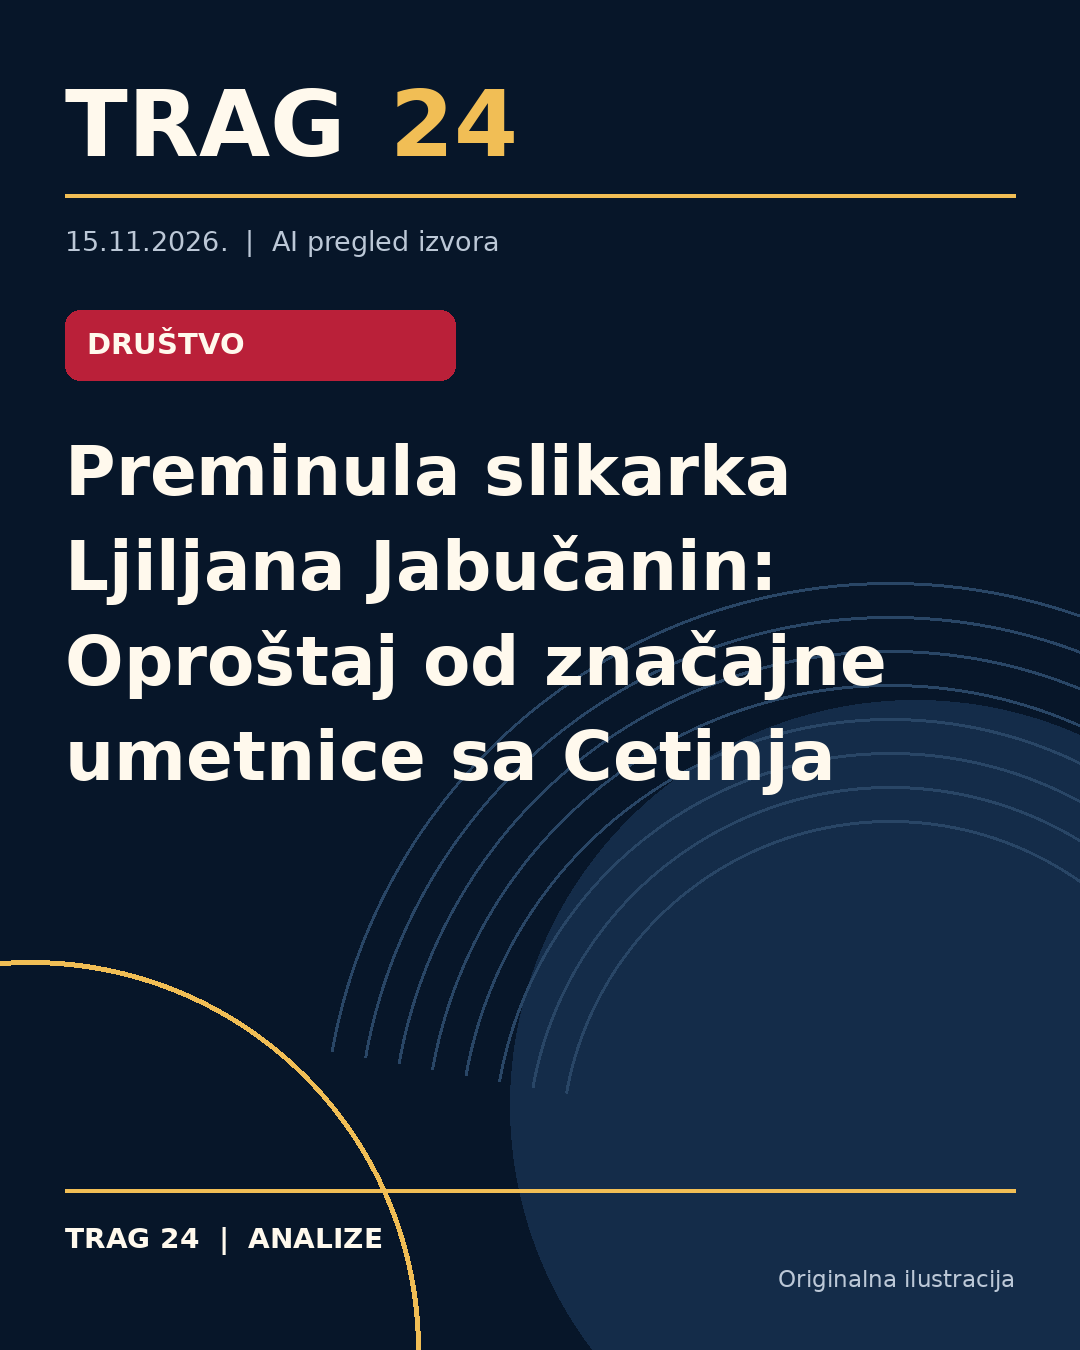 TRAG 24
15.11.2026. | AI pregled izvora
DRUŠTVO
Preminula slikarka
Ljiljana Jabučanin:
Oproštaj od značajne
umetnice sa Cetinja
TRAG 24 | ANALIZE
Originalna ilustracija